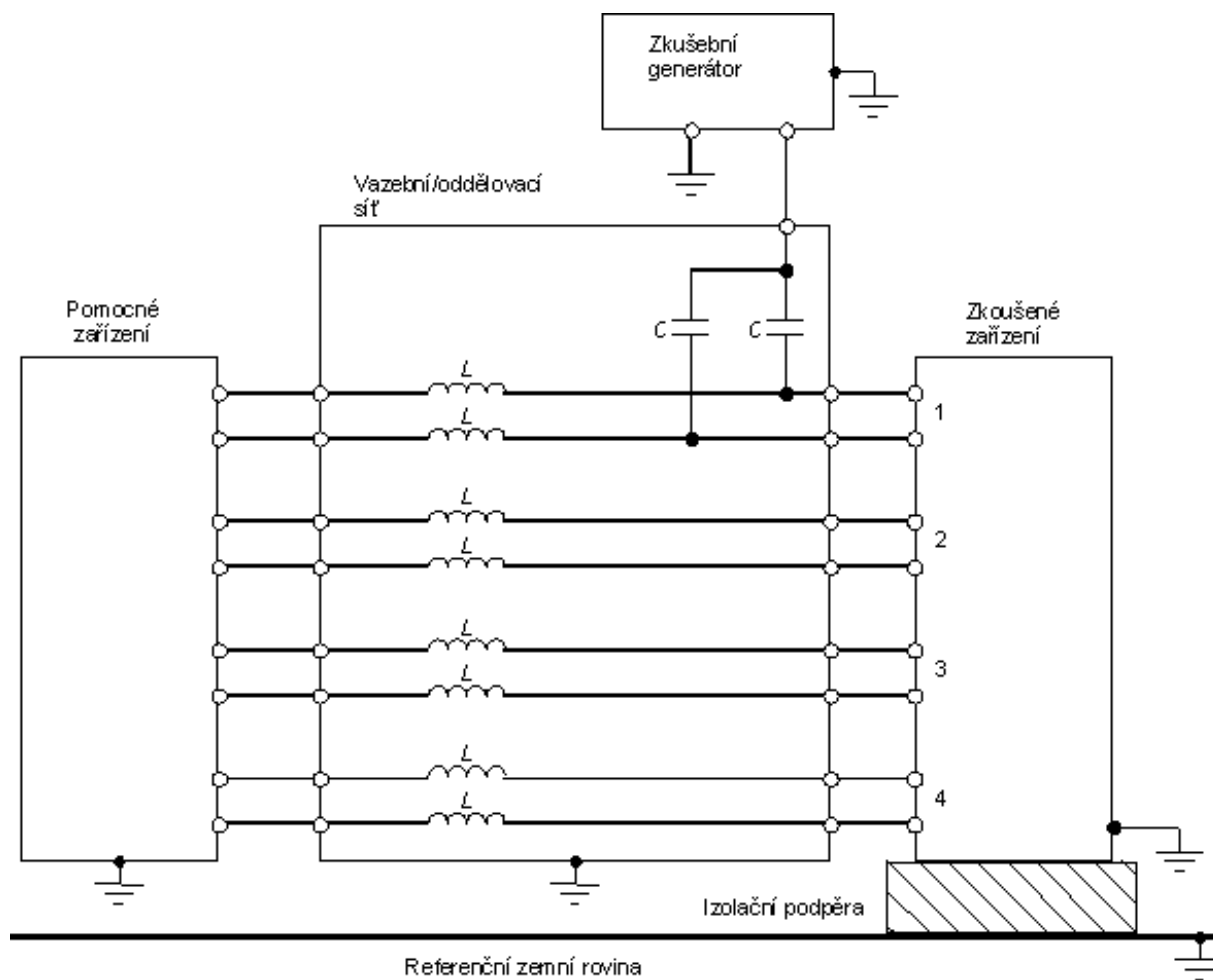 Zkušební
generátor
Vazební/oddělovací
síť
Pomocné
zařízení
Zkoušené
zařízení
C
C
L
1
L
L
2
L
L
3
L
L
4
L
Izolační podpěra
Referenční zemní rovina